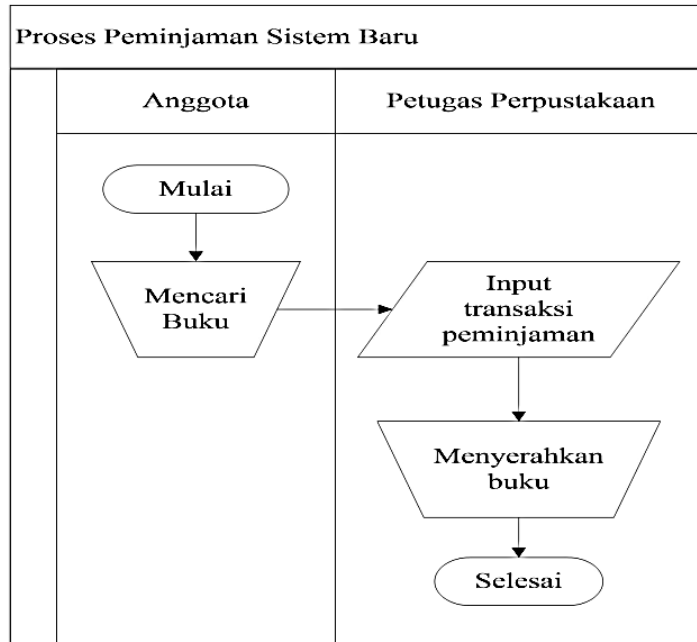 Proses Peminjaman Sistem Baru
Anggota
Petugas Perpustakaan
Mulai
Mencari
Buku
Input
transaksi
peminjaman
Menyerahkan
buku
Selesai